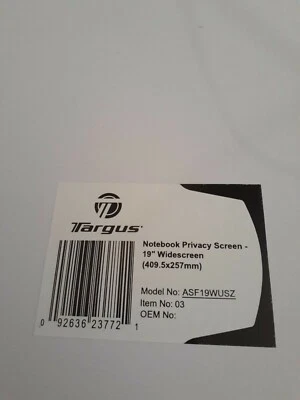 Targus
Notebook Privacy Screen -
19" Widescreen
(409.5x257mm)
Model No: ASF19WUSZ
Item No: 03
OEM No:
0 92636 23772 1